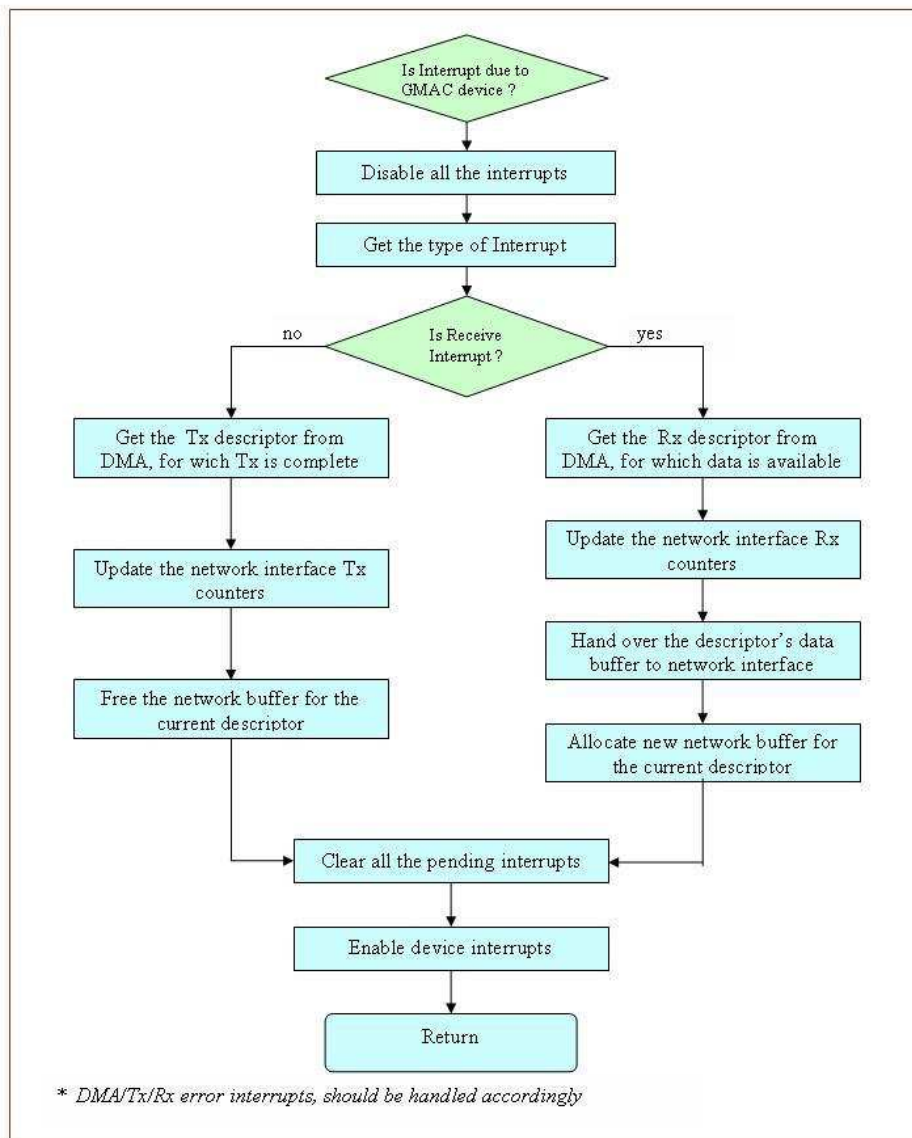 Is Interrupt due to
GMAC device ?
Disable all the interrupts
Get the type of Interrupt
Is Receive
Interrupt ?
no
yes
Get the Tx descriptor from
DMA, for wich Tx is complete
Update the network interface Tx
counters
Free the network buffer for the
current descriptor
Get the Rx descriptor from
DMA, for which data is available
Update the network interface Rx
counters
Hand over the descriptor's data
buffer to network interface
Allocate new network buffer for
the current descriptor
Clear all the pending interrupts
Enable device interrupts
Return
* DMA/Tx/Rx error interrupts, should be handled accordingly